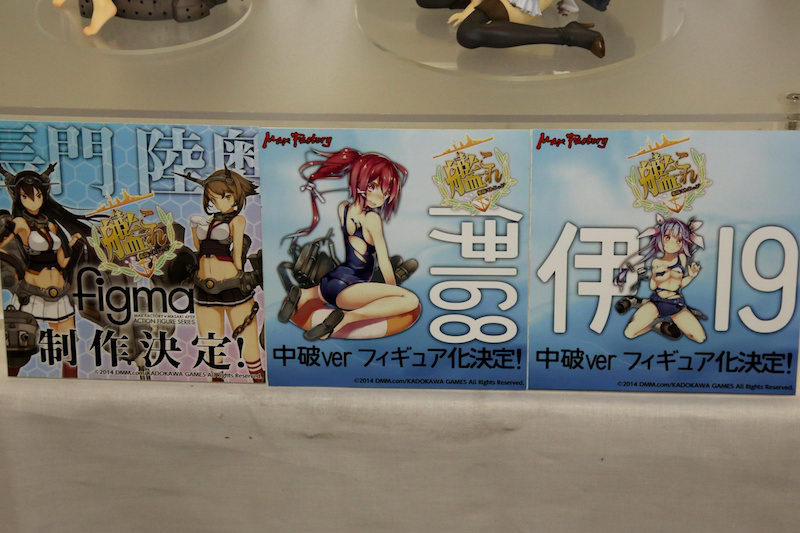 長門 陸奥
艦これ
figma
MAX FACTORY × MASAKI APSY
ACTION FIGURE SERIES
制作決定!
©2014 DMM.com/KADOKAWA GAMES All Rights Reserved.
Max Factory
艦これ
伊168
中破ver フィギュア化決定!
©2014 DMM.com/KADOKAWA GAMES All Rights Reserved.
Max Factory
艦これ
伊19
中破ver フィギュア化決定!
©2014 DMM.com/KADOKAWA GAMES All Rights Reserved.